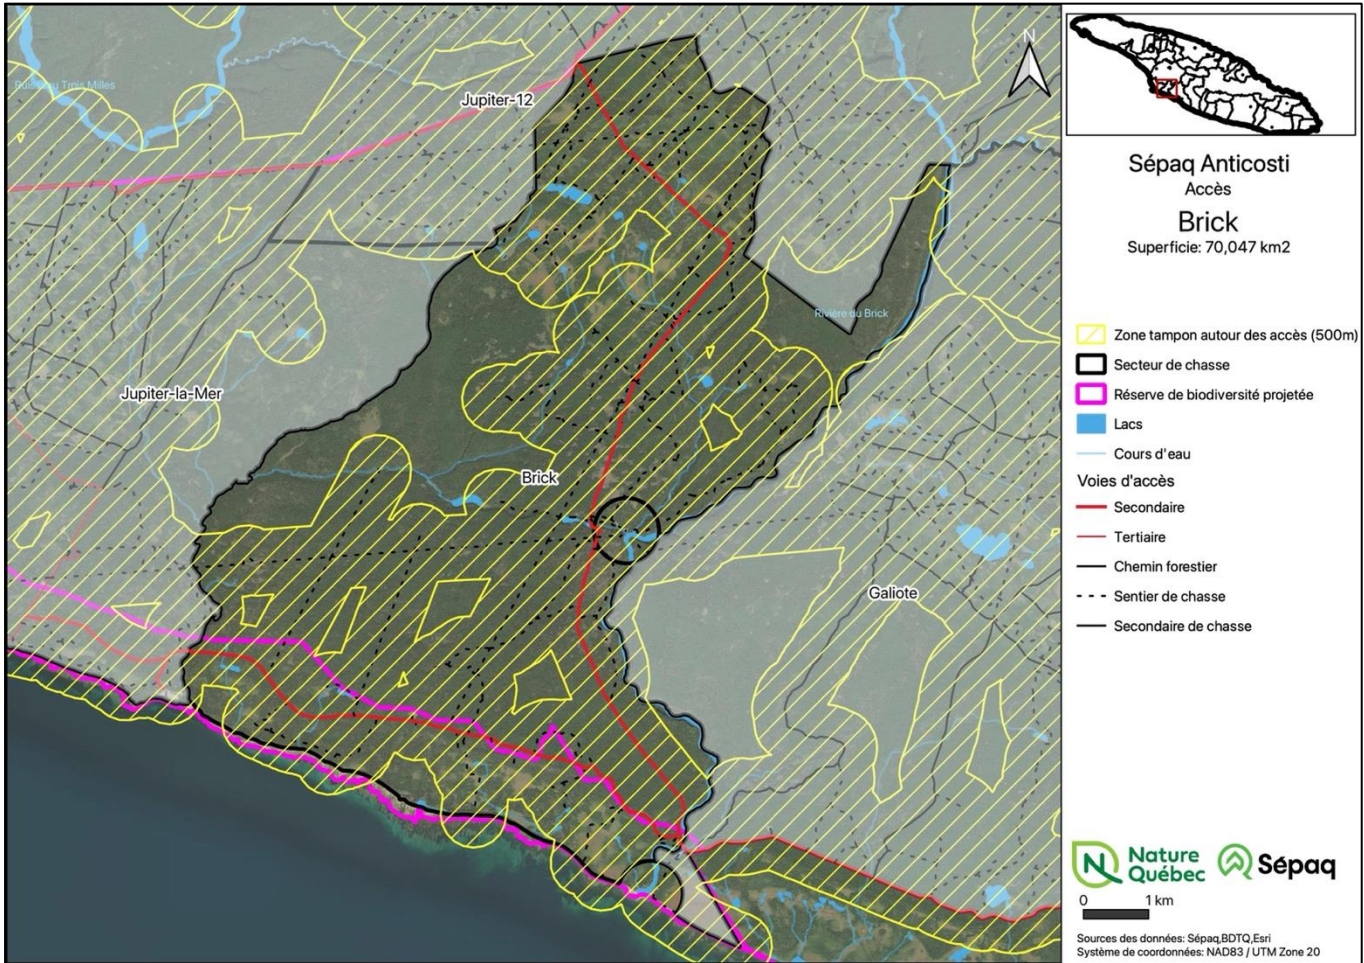 Ruisseau Trois Milles
Jupiter-12
N
Rivière du Brick
Jupiter-la-Mer
Brick
Galiote
Sépaq Anticosti
Accès
Brick
Superficie: 70,047 km2
Zone tampon autour des accès (500m)
Secteur de chasse
Réserve de biodiversité projetée
Lacs
Cours d'eau
Voies d'accès
Secondaire
Tertiaire
Chemin forestier
Sentier de chasse
Secondaire de chasse
Nature
Québec
Sépaq
0 1 km
Sources des données: Sépaq,BDTQ,Esri
Système de coordonnées: NAD83 / UTM Zone 20